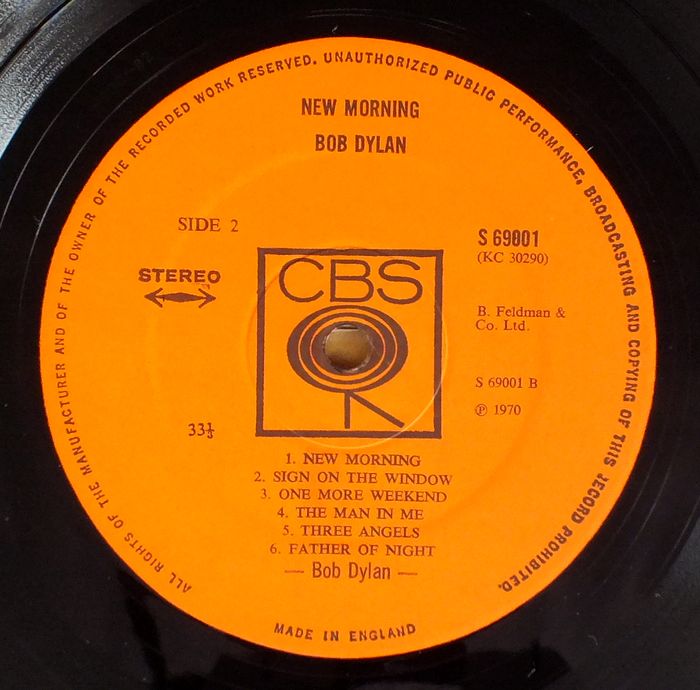 ALL RIGHTS OF THE MANUFACTURER AND OF THE OWNER OF THE RECORDED WORK RESERVED. UNAUTHORIZED PUBLIC PERFORMANCE, BROADCASTING AND COPYING OF THIS RECORD PROHIBITED.
NEW MORNING
BOB DYLAN
SIDE 2
S 69001
(KC 30290)
STEREO
CBS
B. Feldman &
Co. Ltd.
S 69001 B
℗ 1970
33⅓
1. NEW MORNING
2. SIGN ON THE WINDOW
3. ONE MORE WEEKEND
4. THE MAN IN ME
5. THREE ANGELS
6. FATHER OF NIGHT
— Bob Dylan —
MADE IN ENGLAND